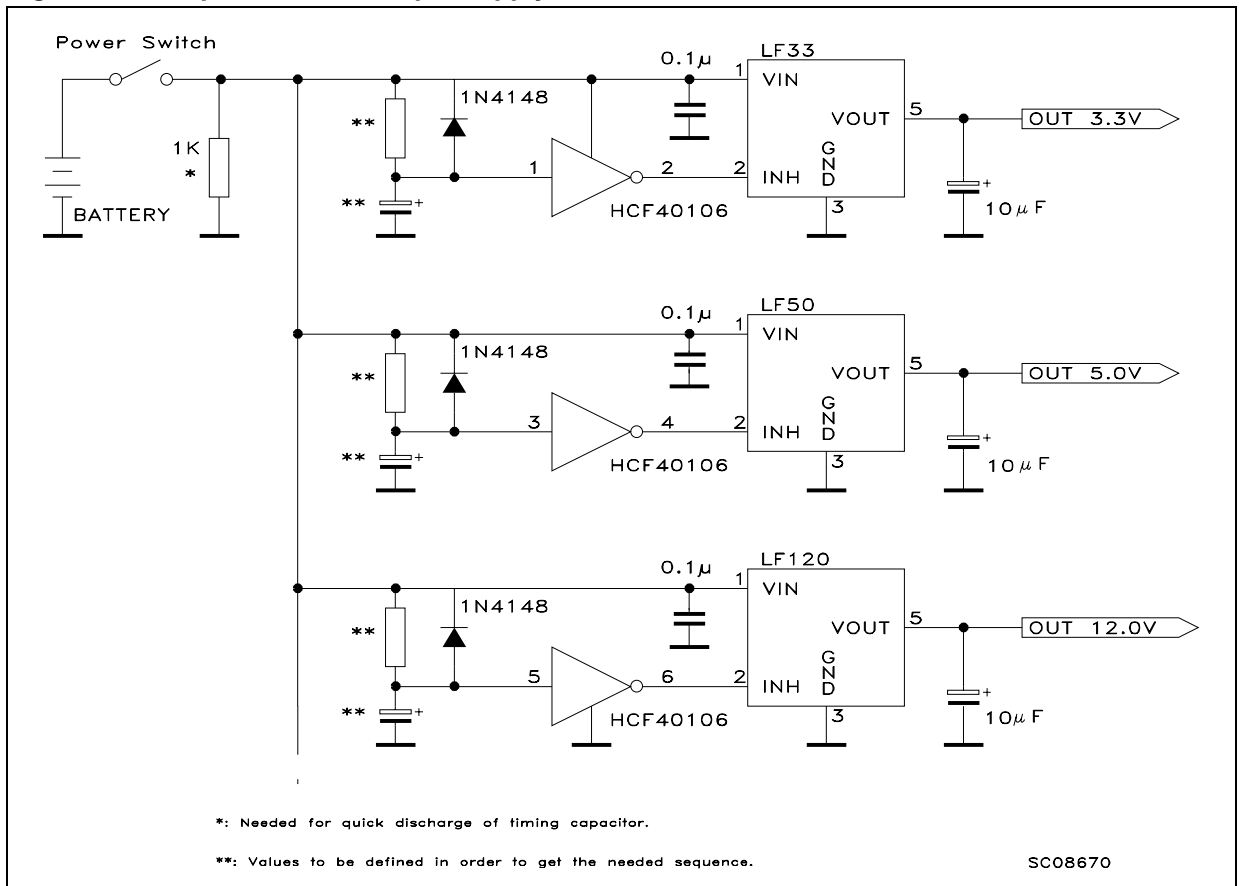 Power Switch
1K
*
BATTERY
**
**
1N4148
1
2
HCF40106
0.1μ
LF33
1
VIN
VOUT
5
2
INH
GND
3
OUT 3.3V
+
+
10μF
**
**
1N4148
3
4
HCF40106
0.1μ
LF50
1
VIN
VOUT
5
2
INH
GND
3
OUT 5.0V
+
+
10μF
**
**
1N4148
5
6
HCF40106
0.1μ
LF120
1
VIN
VOUT
5
2
INH
GND
3
OUT 12.0V
+
+
10μF
*: Needed for quick discharge of timing capacitor.
**: Values to be defined in order to get the needed sequence.
SC08670